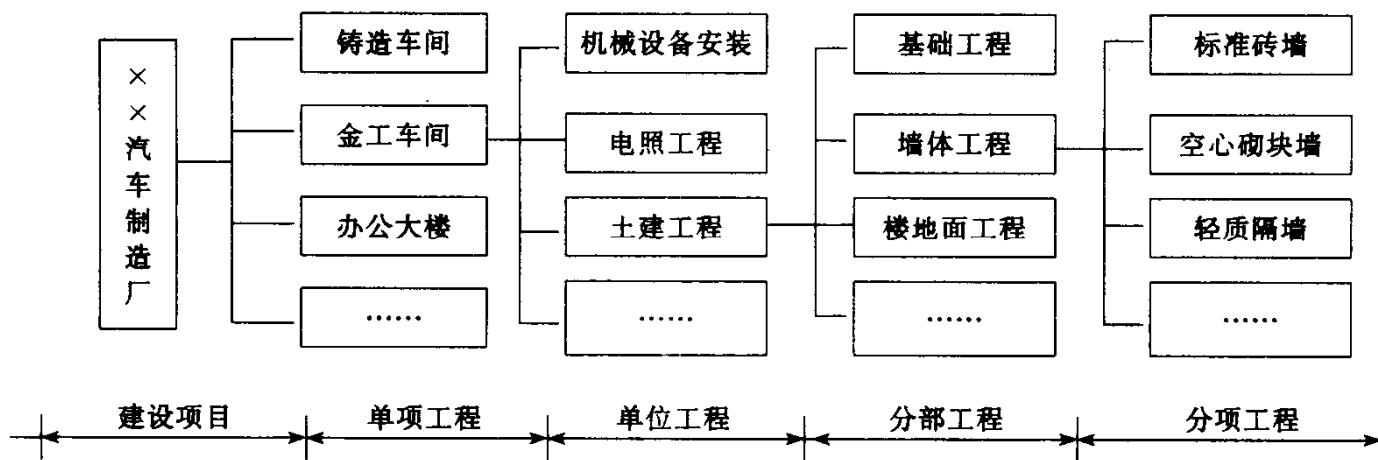 ××汽车制造厂
铸造车间
金工车间
办公大楼
……
机械设备安装
电照工程
土建工程
……
基础工程
墙体工程
楼地面工程
……
标准砖墙
空心砌块墙
轻质隔墙
……
建设项目
单项工程
单位工程
分部工程
分项工程